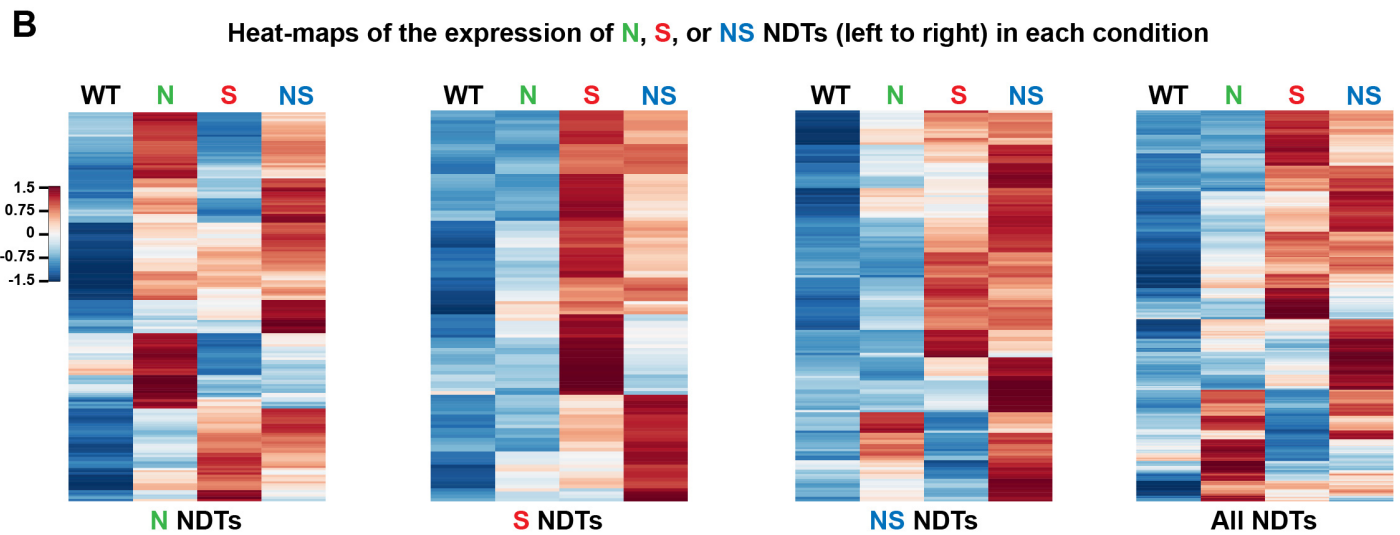 B
Heat-maps of the expression of N, S, or NS NDTs (left to right) in each condition
WT N S NS
WT N S NS
WT N S NS
WT N S NS
1.5
0.75
0
-0.75
-1.5
N NDTs
S NDTs
NS NDTs
All NDTs